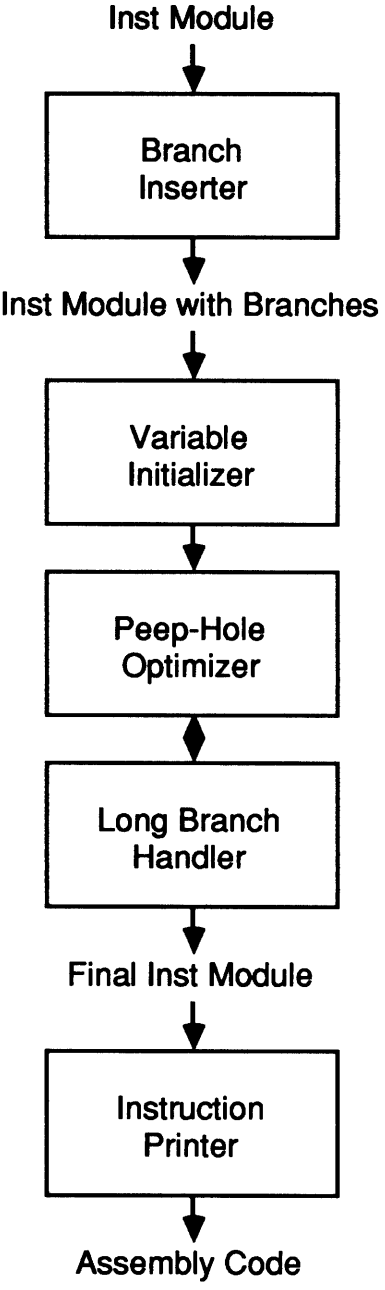 Inst Module
Branch
Inserter
Inst Module with Branches
Variable
Initializer
Peep-Hole
Optimizer
Long Branch
Handler
Final Inst Module
Instruction
Printer
Assembly Code